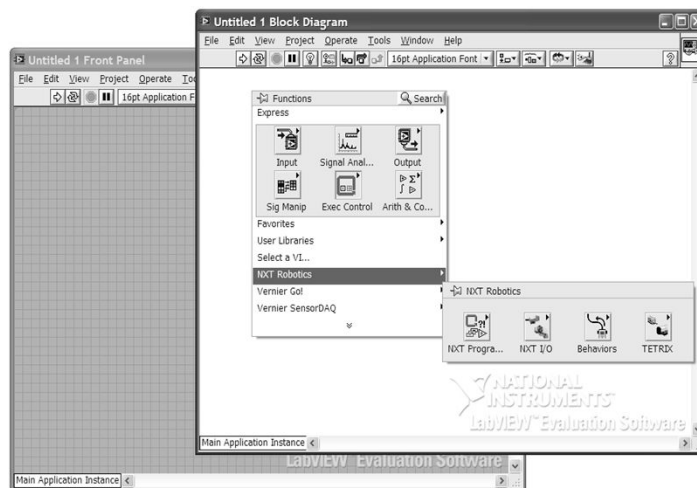 Untitled 1 Block Diagram
File Edit View Project Operate Tools Window Help
16pt Application Font
Untitled 1 Front Panel
File Edit View Project Operate
16pt Application F
Functions
Search
Express
Input
Signal Anal...
Output
Sig Manip
Exec Control
Arith & Co...
Favorites
User Libraries
Select a VI...
NXT Robotics
Vernier Go!
Vernier SensorDAQ
NXT Robotics
NXT Progra...
NXT I/O
Behaviors
TETRIX
NATIONAL
INSTRUMENTS
LabVIEW Evaluation Software
Main Application Instance
LabVIEW Evaluation Software
Main Application Instance